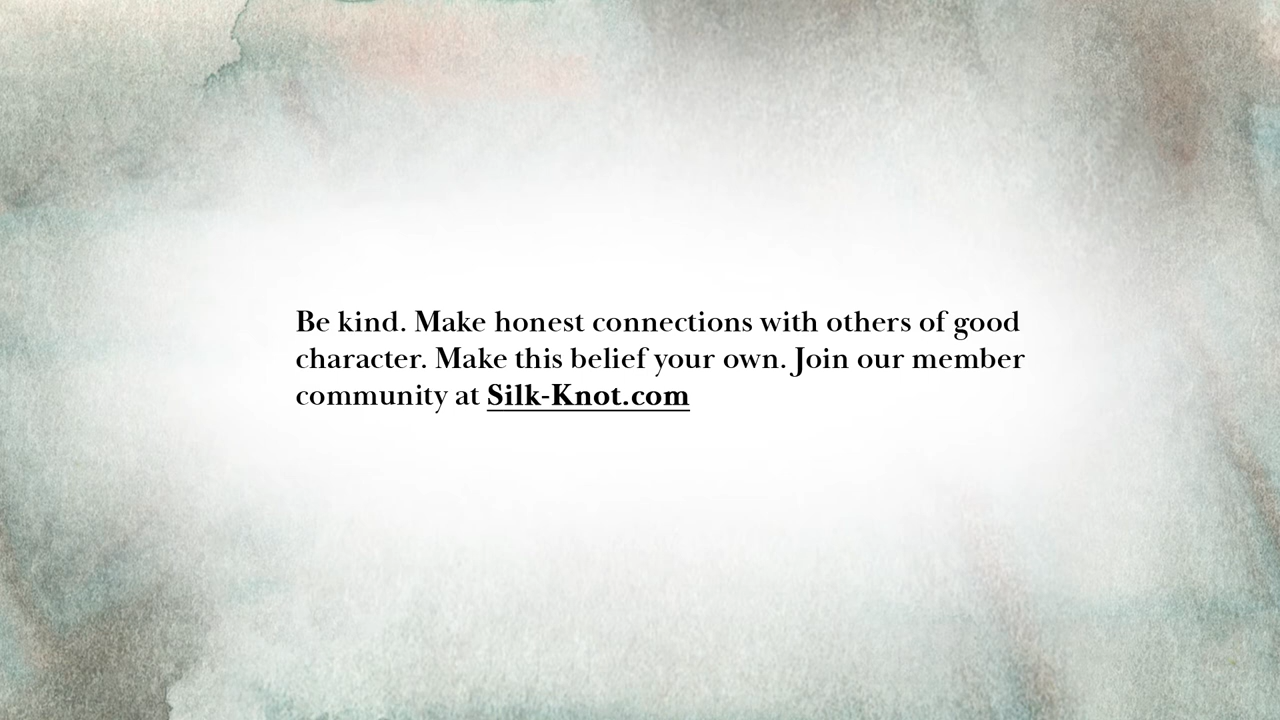 Be kind. Make honest connections with others of good
character. Make this belief your own. Join our member
community at Silk-Knot.com